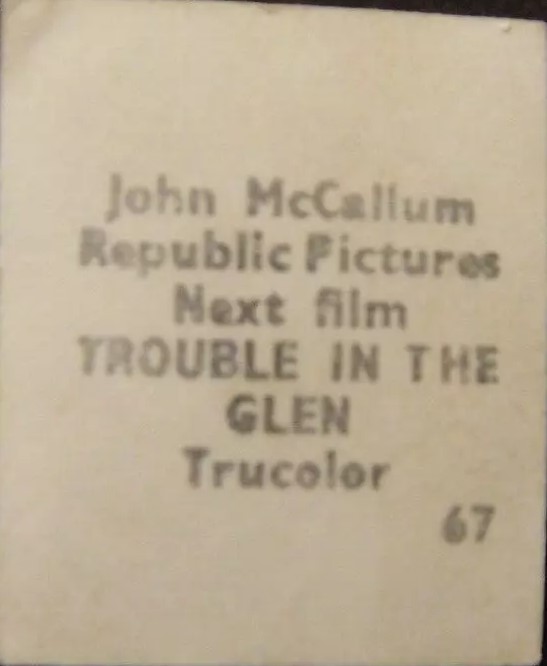 John McCallum
Republic Pictures
Next film
TROUBLE IN THE
GLEN
Trucolor
67